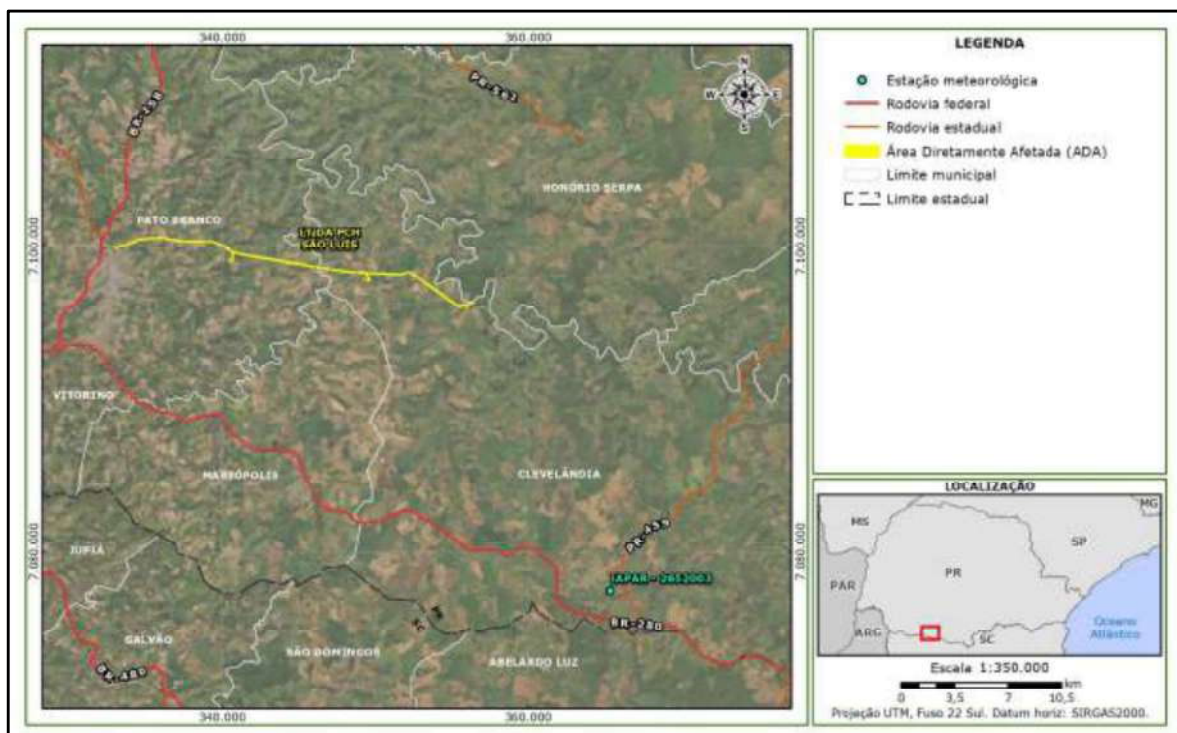 340.000
360.000
BR-158
PR-562
N
W
E
S
HONÓRIO SERPA
PATO BRANCO
LT/DA PCH
SÃO LUÍS
7.100.000
7.100.000
VITORINO
MARIÓPOLIS
CLEVELÂNDIA
PR-459
7.080.000
7.080.000
JUPIÁ
IAPAR - 2652003
PR
SC
BR-280
GALVÃO
SÃO DOMINGOS
ABELARDO LUZ
BR-480
340.000
360.000
LEGENDA
Estação meteorológica
Rodovia federal
Rodovia estadual
Área Diretamente Afetada (ADA)
Limite municipal
Limite estadual
LOCALIZAÇÃO
MS
MG
SP
PAR
PR
ARG
SC
Oceano
Atlântico
Escala 1:350.000
km
0 3,5 7 10,5
Projeção UTM, Fuso 22 Sul. Datum horiz: SIRGAS2000.